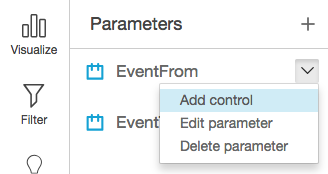 Parameters
Visualize
EventFrom
Add control
Filter
Edit parameter
Delete parameter